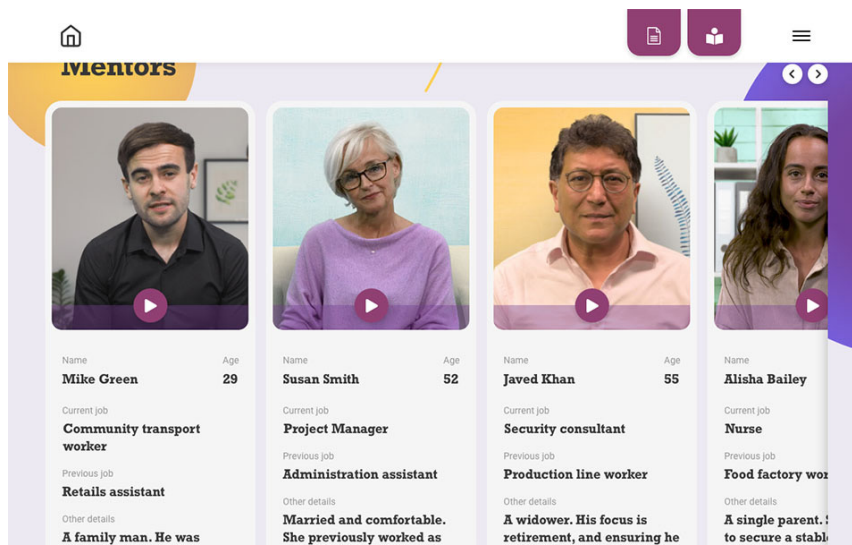 Mentors
Name Age
Mike Green 29
Current job
Community transport
worker
Previous job
Retails assistant
Other details
A family man. He was
Name Age
Susan Smith 52
Current job
Project Manager
Previous job
Administration assistant
Other details
Married and comfortable.
She previously worked as
Name Age
Javed Khan 55
Current job
Security consultant
Previous job
Production line worker
Other details
A widower. His focus is
retirement, and ensuring he
Name
Alisha Bailey
Current job
Nurse
Previous job
Food factory
Other details
A single parent.
to secure a